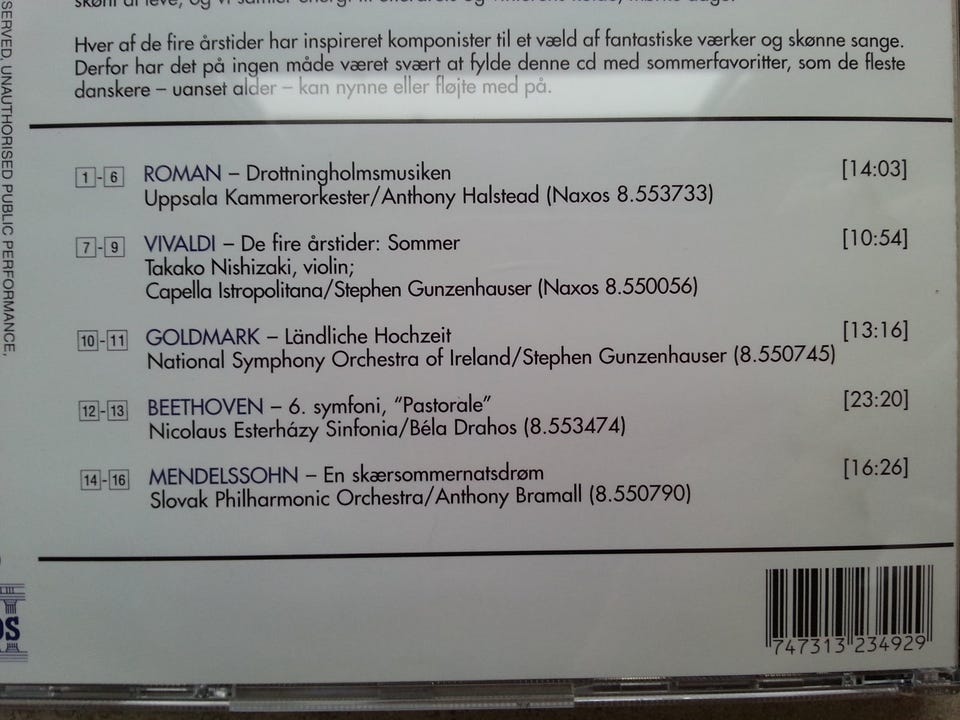 SERVED, UNAUTHORISED PUBLIC PERFORMANCE,
Hver af de fire årstider har inspireret komponister til et væld af fantastiske værker og skønne sange.
Derfor har det på ingen måde været svært at fylde denne cd med sommerfavoritter, som de fleste
danskere – uanset alder – kan nynne eller fløjte med på.
1-6 ROMAN – Drottningholmsmusiken [14:03]
Uppsala Kammerorkester/Anthony Halstead (Naxos 8.553733)
7-9 VIVALDI – De fire årstider: Sommer [10:54]
Takako Nishizaki, violin;
Capella Istropolitana/Stephen Gunzenhauser (Naxos 8.550056)
10-11 GOLDMARK – Ländliche Hochzeit [13:16]
National Symphony Orchestra of Ireland/Stephen Gunzenhauser (8.550745)
12-13 BEETHOVEN – 6. symfoni, “Pastorale” [23:20]
Nicolaus Esterházy Sinfonia/Béla Drahos (8.553474)
14-16 MENDELSSOHN – En skærsommernatsdrøm [16:26]
Slovak Philharmonic Orchestra/Anthony Bramall (8.550790)
OS
747313 234929